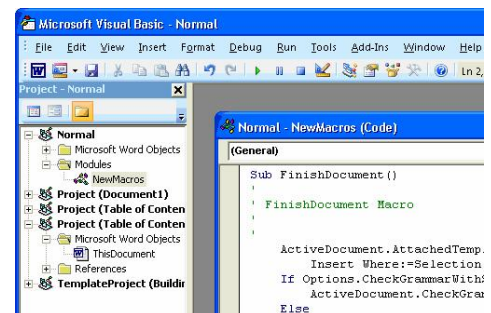 Microsoft Visual Basic - Normal
File Edit View Insert Format Debug Run Tools Add-Ins Window Help
Ln 2,
Project - Normal
Normal
Microsoft Word Objects
Modules
NewMacros
Project (Document1)
Project (Table of Conten
Project (Table of Conten
Microsoft Word Objects
ThisDocument
References
TemplateProject (Buildin
Normal - NewMacros (Code)
(General)
Sub FinishDocument()
'
' FinishDocument Macro
'
'
ActiveDocument.AttachedTemp.
Insert Where:=Selection
If Options.CheckGrammarWithS
ActiveDocument.CheckGram
Else